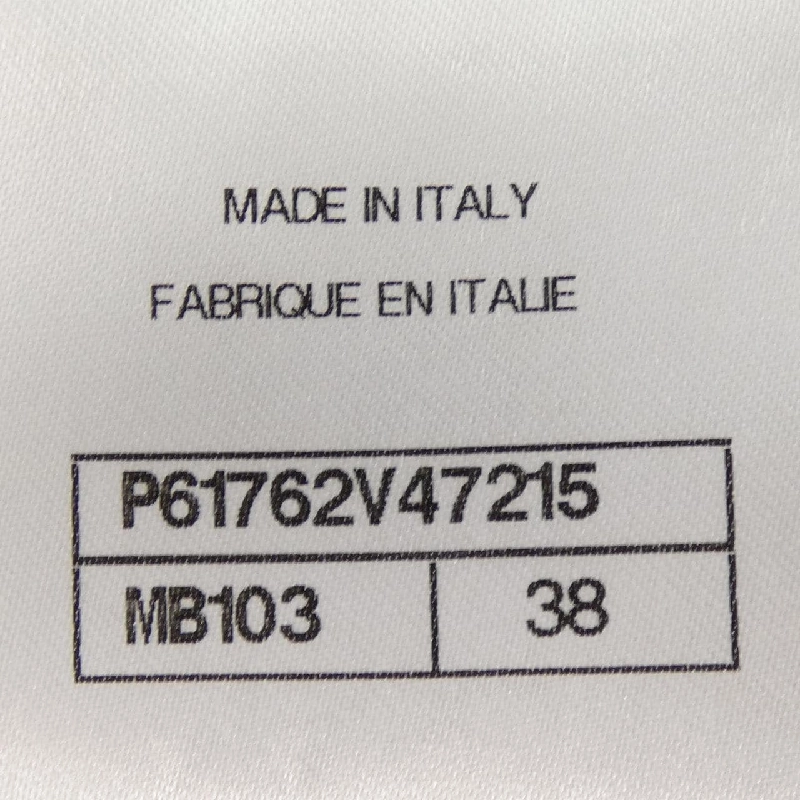 MADE IN ITALY
FABRIQUE EN ITALIE
P61762V47215
MB103 38